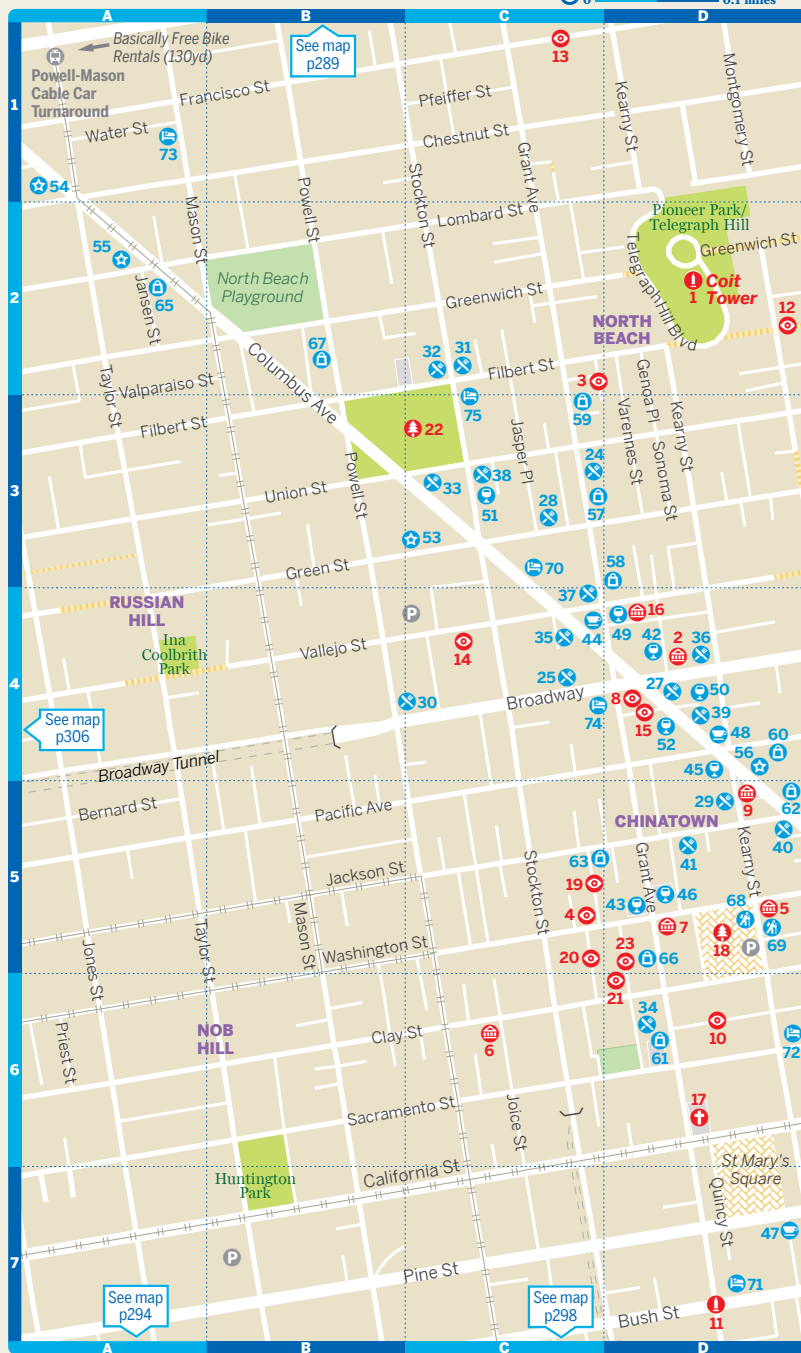 0
0.1 miles
A
B
C
D
Basically Free Bike
Rentals (130yd)
See map
p289
13
Powell-Mason
Cable Car
Turnaround
Francisco St
Pfeiffer St
Kearny St
Montgomery St
1
Water St
73
Chestnut St
Grant Ave
54
Mason St
Powell St
Stockton St
Lombard St
Pioneer Park/
Telegraph Hill
Greenwich St
55
Jansen St
65
North Beach
Playground
Telegraph Hill Blvd
1
Coit
Tower
2
Greenwich St
12
NORTH
BEACH
67
32
31
Columbus Ave
Filbert St
3
Genoa Pl
Taylor St
Valparaiso St
75
59
Varennes St
Kearny St
Filbert St
22
Jasper Pl
Sonoma St
24
Powell St
38
3
Union St
33
51
28
57
53
Green St
70
58
RUSSIAN
HILL
37
16
Ina
Coolbrith
Park
Vallejo St
14
35
44
49
42
2
36
4
25
30
Broadway
74
8
27
50
See map
p306
15
39
52
48
60
56
Broadway Tunnel
45
Bernard St
Pacific Ave
29
9
62
CHINATOWN
40
63
41
Stockton St
Grant Ave
Kearny St
5
Jackson St
19
46
43
68
5
4
7
Jones St
Taylor St
Mason St
Washington St
18
69
20
23
66
21
34
NOB
HILL
Priest St
Clay St
6
61
10
72
6
17
Sacramento St
Joice St
Huntington
Park
California St
St Mary's
Square
Quincy St
47
7
Pine St
71
See map
p294
See map
p298
Bush St
11
A
B
C
D